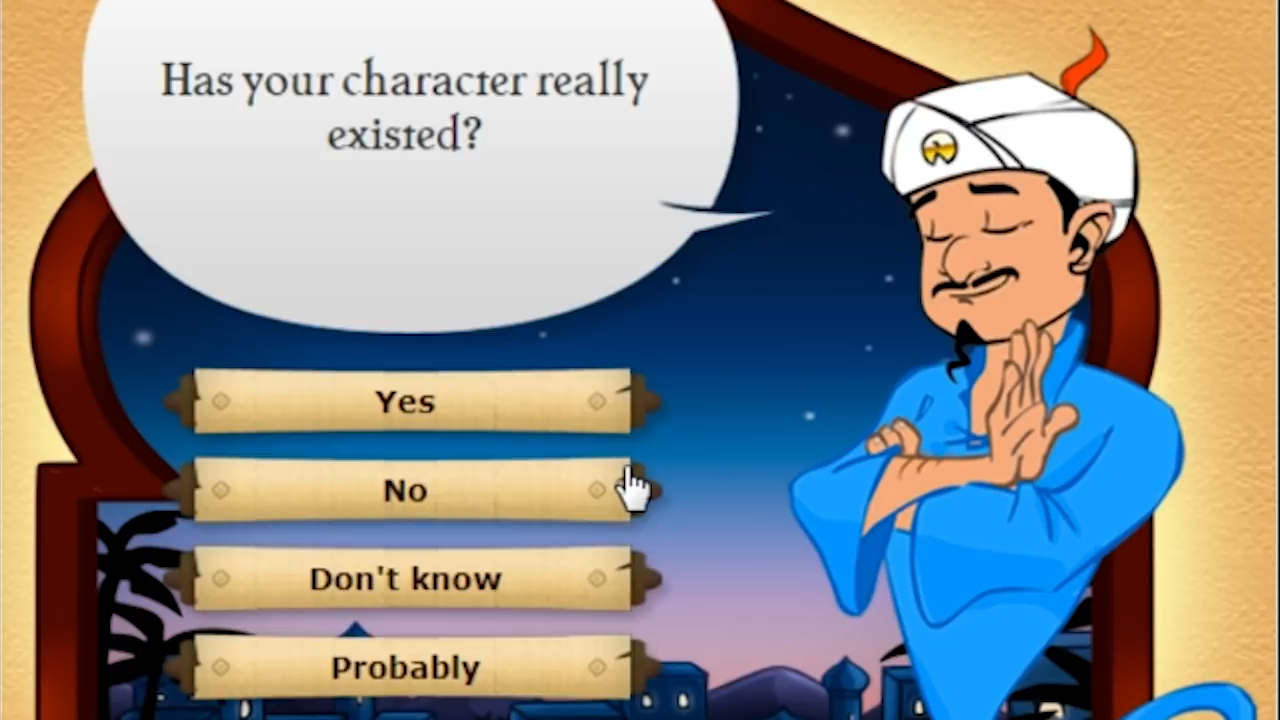 Has your character really
existed?
Yes
No
Don't know
Probably